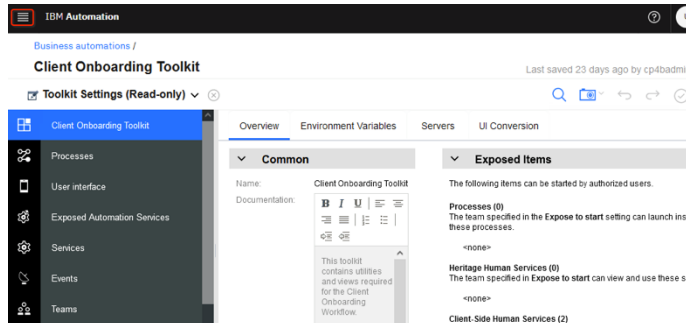 IBM Automation
Business automations /
Client Onboarding Toolkit
Last saved 23 days ago by cp4badmi
Toolkit Settings (Read-only)
Client Onboarding Toolkit
Processes
User interface
Exposed Automation Services
Services
Events
Teams
Overview Environment Variables Servers UI Conversion
Common
Name: Client Onboarding Toolkit
Documentation:
B I U
This toolkit
contains utilities
and views required
for the Client
Onboarding
Workflow.
Exposed Items
The following items can be started by authorized users.
Processes (0)
The team specified in the Expose to start setting can launch ins
these processes.
<none>
Heritage Human Services (0)
The team specified in Expose to start can view and use these s
<none>
Client-Side Human Services (2)